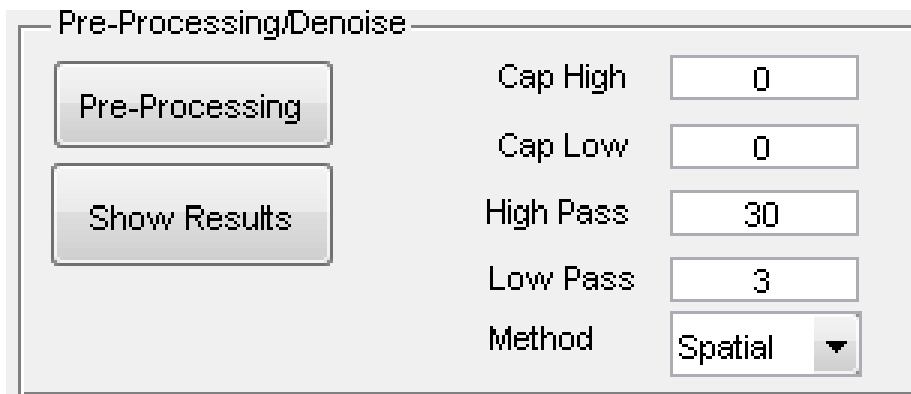 Pre-Processing/Denoise
Pre-Processing
Show Results
Cap High 0
Cap Low 0
High Pass 30
Low Pass 3
Method Spatial